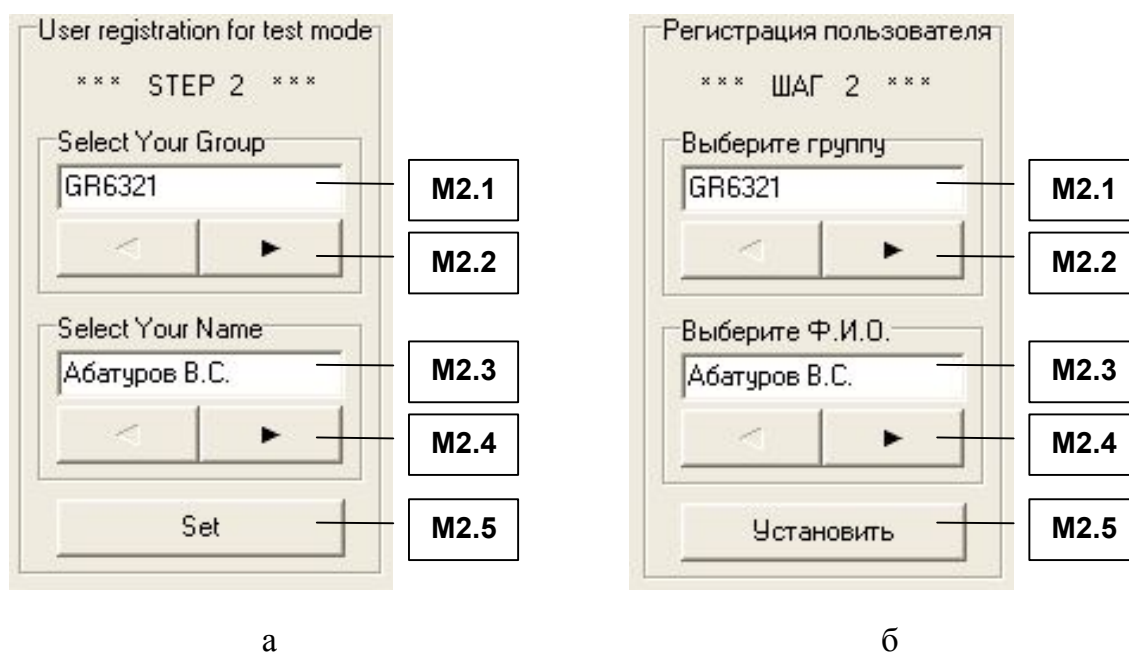 User registration for test mode
*** STEP 2 ***
Select Your Group
GR6321
M2.1
M2.2
Select Your Name
Абатуров В.С.
M2.3
M2.4
Set
M2.5
а
Регистрация пользователя
*** ШАГ 2 ***
Выберите группу
GR6321
M2.1
M2.2
Выберите Ф.И.О.
Абатуров В.С.
M2.3
M2.4
Установить
M2.5
б